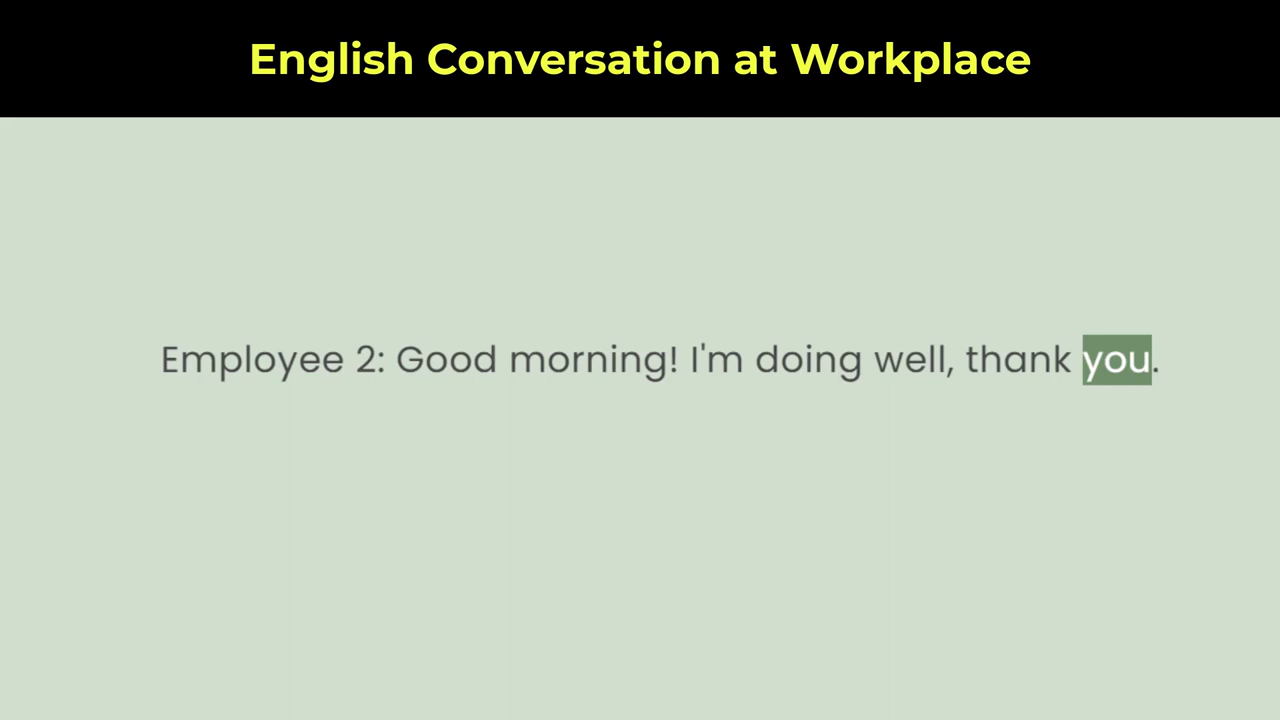 English Conversation at Workplace
Employee 2: Good morning! I'm doing well, thank you.